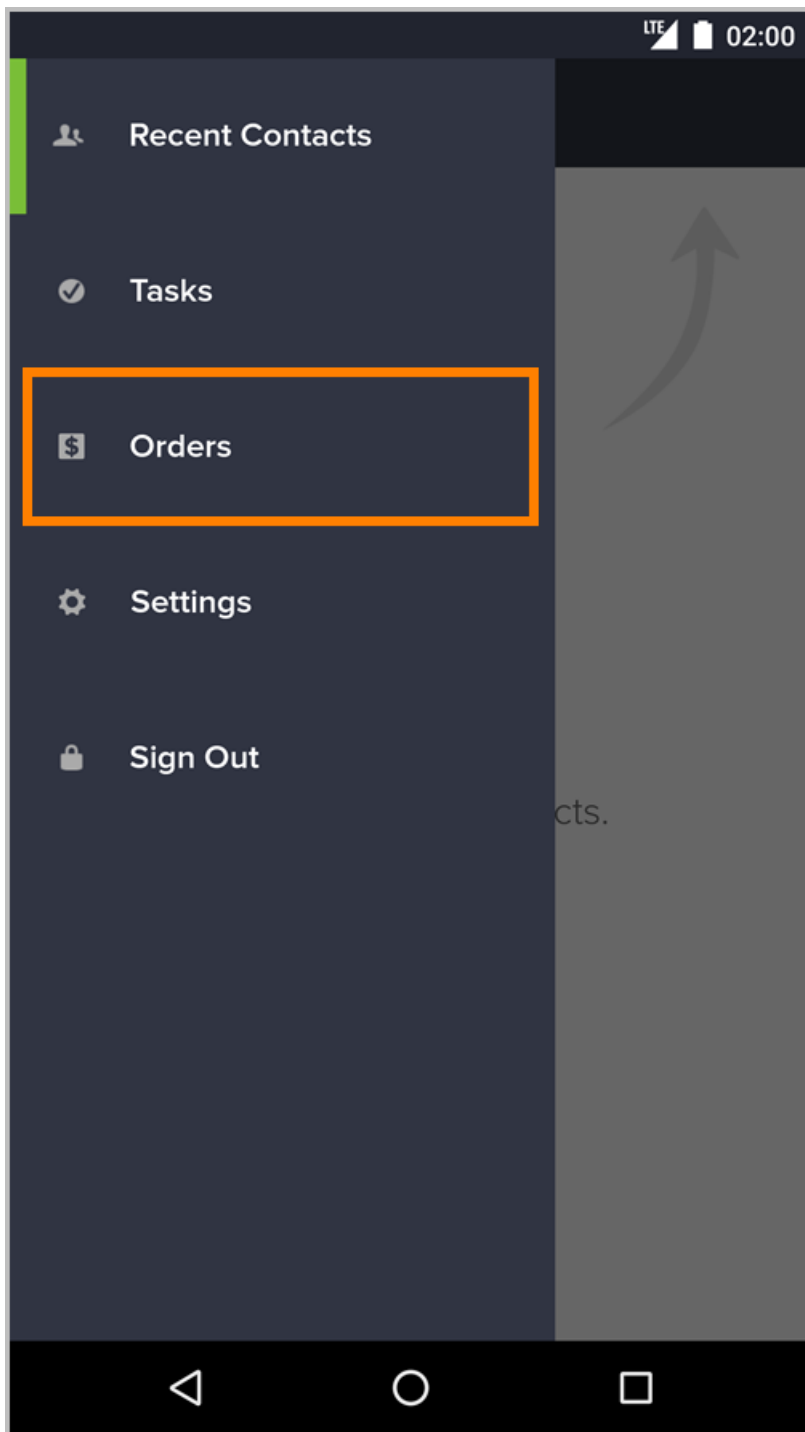 LTE 02:00
Recent Contacts
Tasks
$ Orders
Settings
Sign Out
cts.